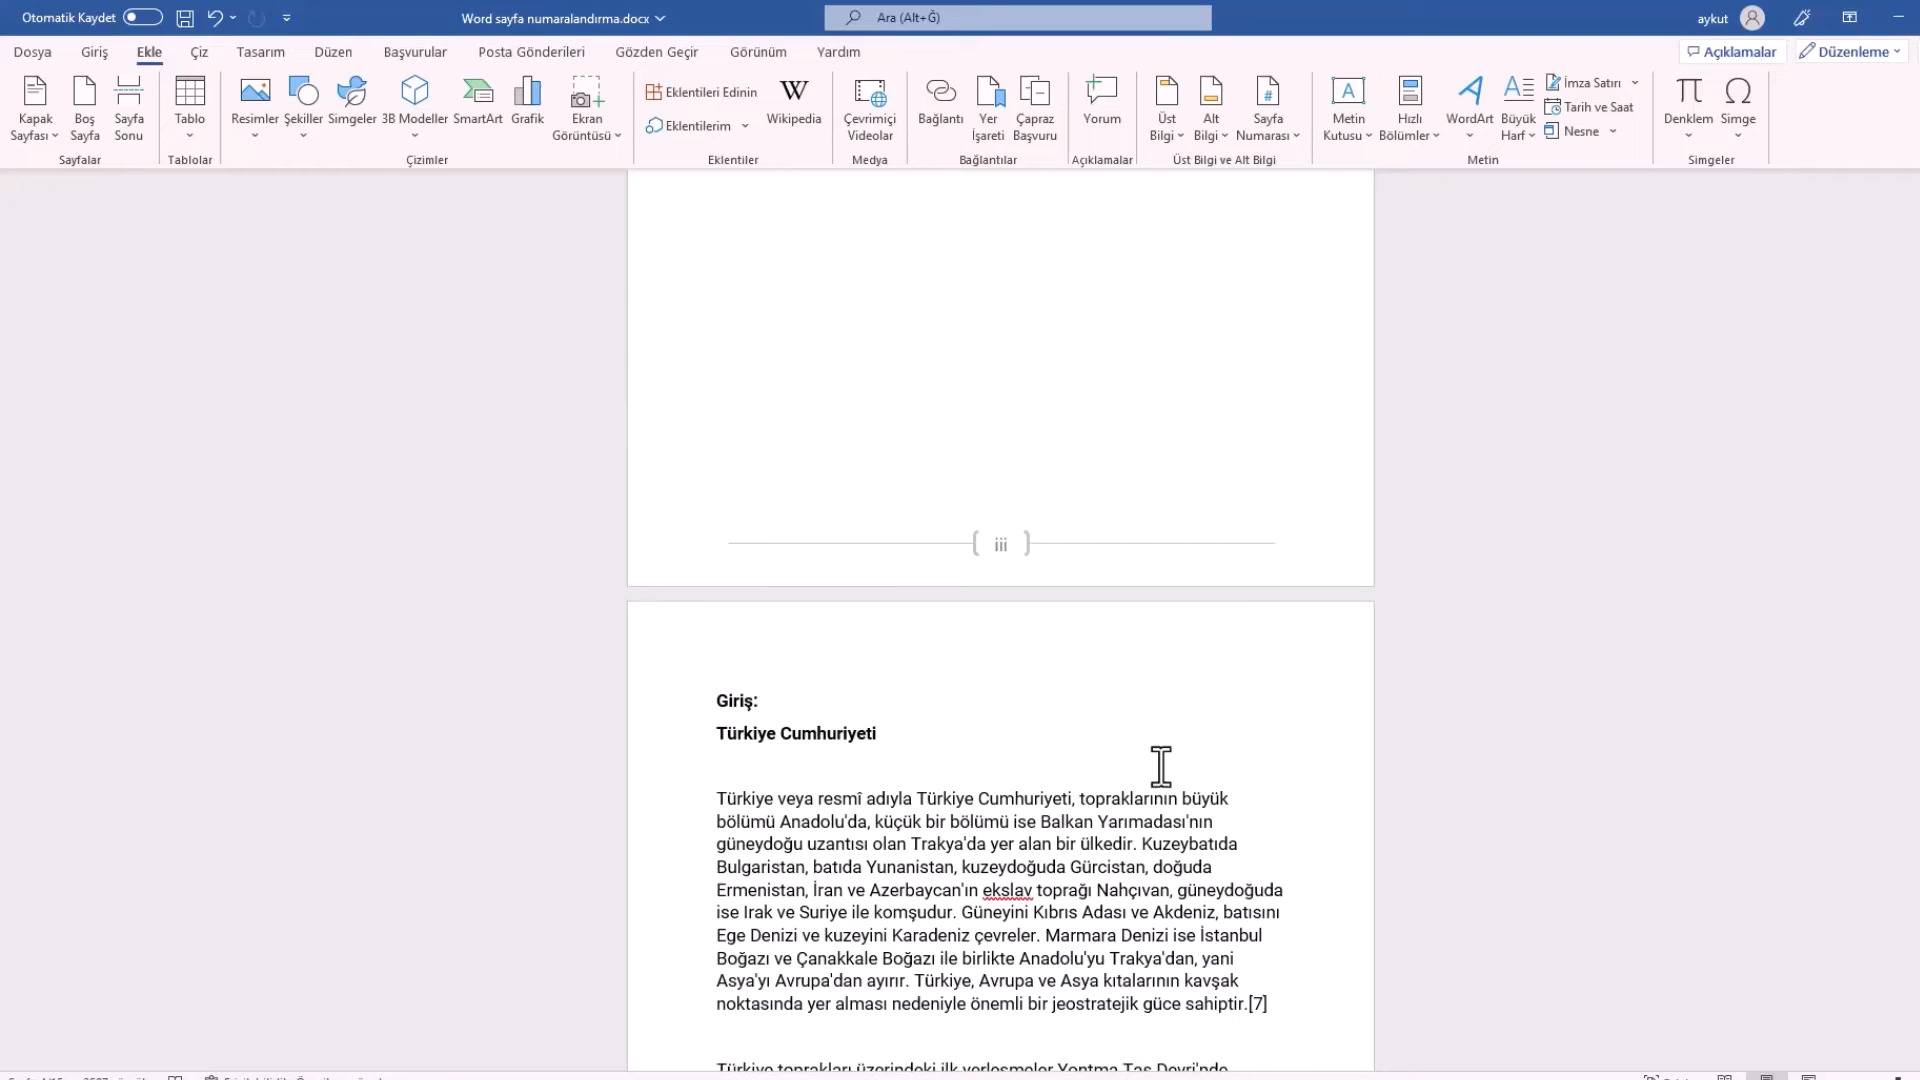 Otomatik Kaydet
Word sayfa numaralandırma.docx
Ara (Alt+Ğ)
aykut
Dosya Giriş Ekle Çiz Tasarım Düzen Başvurular Posta Gönderileri Gözden Geçir Görünüm Yardım
Açıklamalar
Düzenleme
Kapak Sayfası
Boş Sayfa
Sayfa Sonu
Sayfalar
Tablo
Tablolar
Resimler
Şekiller
Simgeler
3B Modeller
SmartArt
Grafik
Ekran Görüntüsü
Çizimler
Eklentileri Edinin
Eklentilerim
Wikipedia
Eklentiler
Çevrimiçi Videolar
Medya
Bağlantı
Yer İşareti
Çapraz Başvuru
Bağlantılar
Yorum
Açıklamalar
Üst Bilgi
Alt Bilgi
Sayfa Numarası
Üst Bilgi ve Alt Bilgi
Metin Kutusu
Hızlı Bölümler
WordArt
Büyük Harf
İmza Satırı
Tarih ve Saat
Nesne
Metin
Denklem
Simge
Simgeler
iii
Giriş:
Türkiye Cumhuriyeti
Türkiye veya resmî adıyla Türkiye Cumhuriyeti, topraklarının büyük
bölümü Anadolu'da, küçük bir bölümü ise Balkan Yarımadası'nın
güneydoğu uzantısı olan Trakya'da yer alan bir ülkedir. Kuzeybatıda
Bulgaristan, batıda Yunanistan, kuzeydoğuda Gürcistan, doğuda
Ermenistan, İran ve Azerbaycan'ın ekslav toprağı Nahçıvan, güneydoğuda
ise Irak ve Suriye ile komşudur. Güneyini Kıbrıs Adası ve Akdeniz, batısını
Ege Denizi ve kuzeyini Karadeniz çevreler. Marmara Denizi ise İstanbul
Boğazı ve Çanakkale Boğazı ile birlikte Anadolu'yu Trakya'dan, yani
Asya'yı Avrupa'dan ayırır. Türkiye, Avrupa ve Asya kıtalarının kavşak
noktasında yer alması nedeniyle önemli bir jeostratejik güce sahiptir.[7]
Türkiye toprakları üzerindeki ilk yerleşmeler Yontma Taş Devri'nde